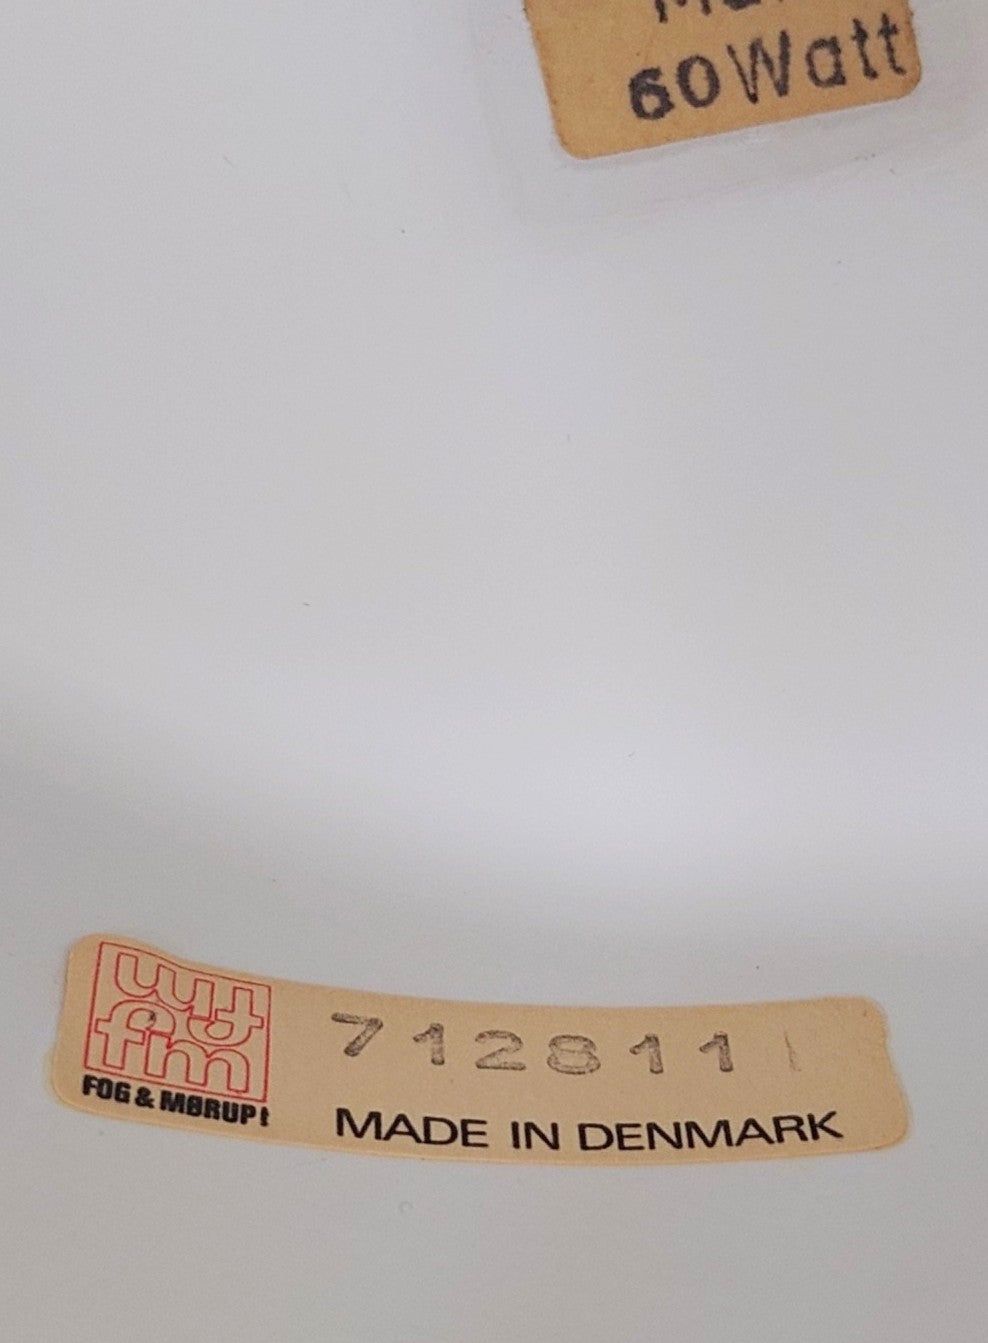 60 Watt
fm
712811
FOG & MØRUP
MADE IN DENMARK